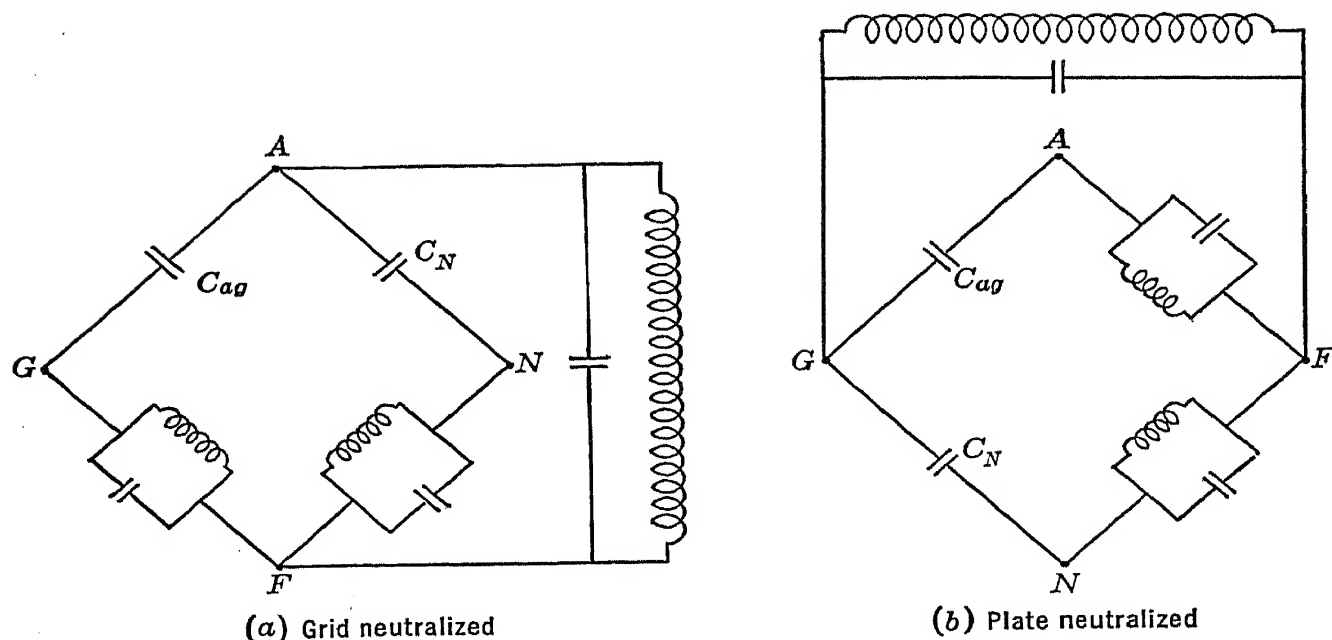 A
C_N
C_ag
G
N
F
(a) Grid neutralized
A
C_ag
G
F
C_N
N
(b) Plate neutralized